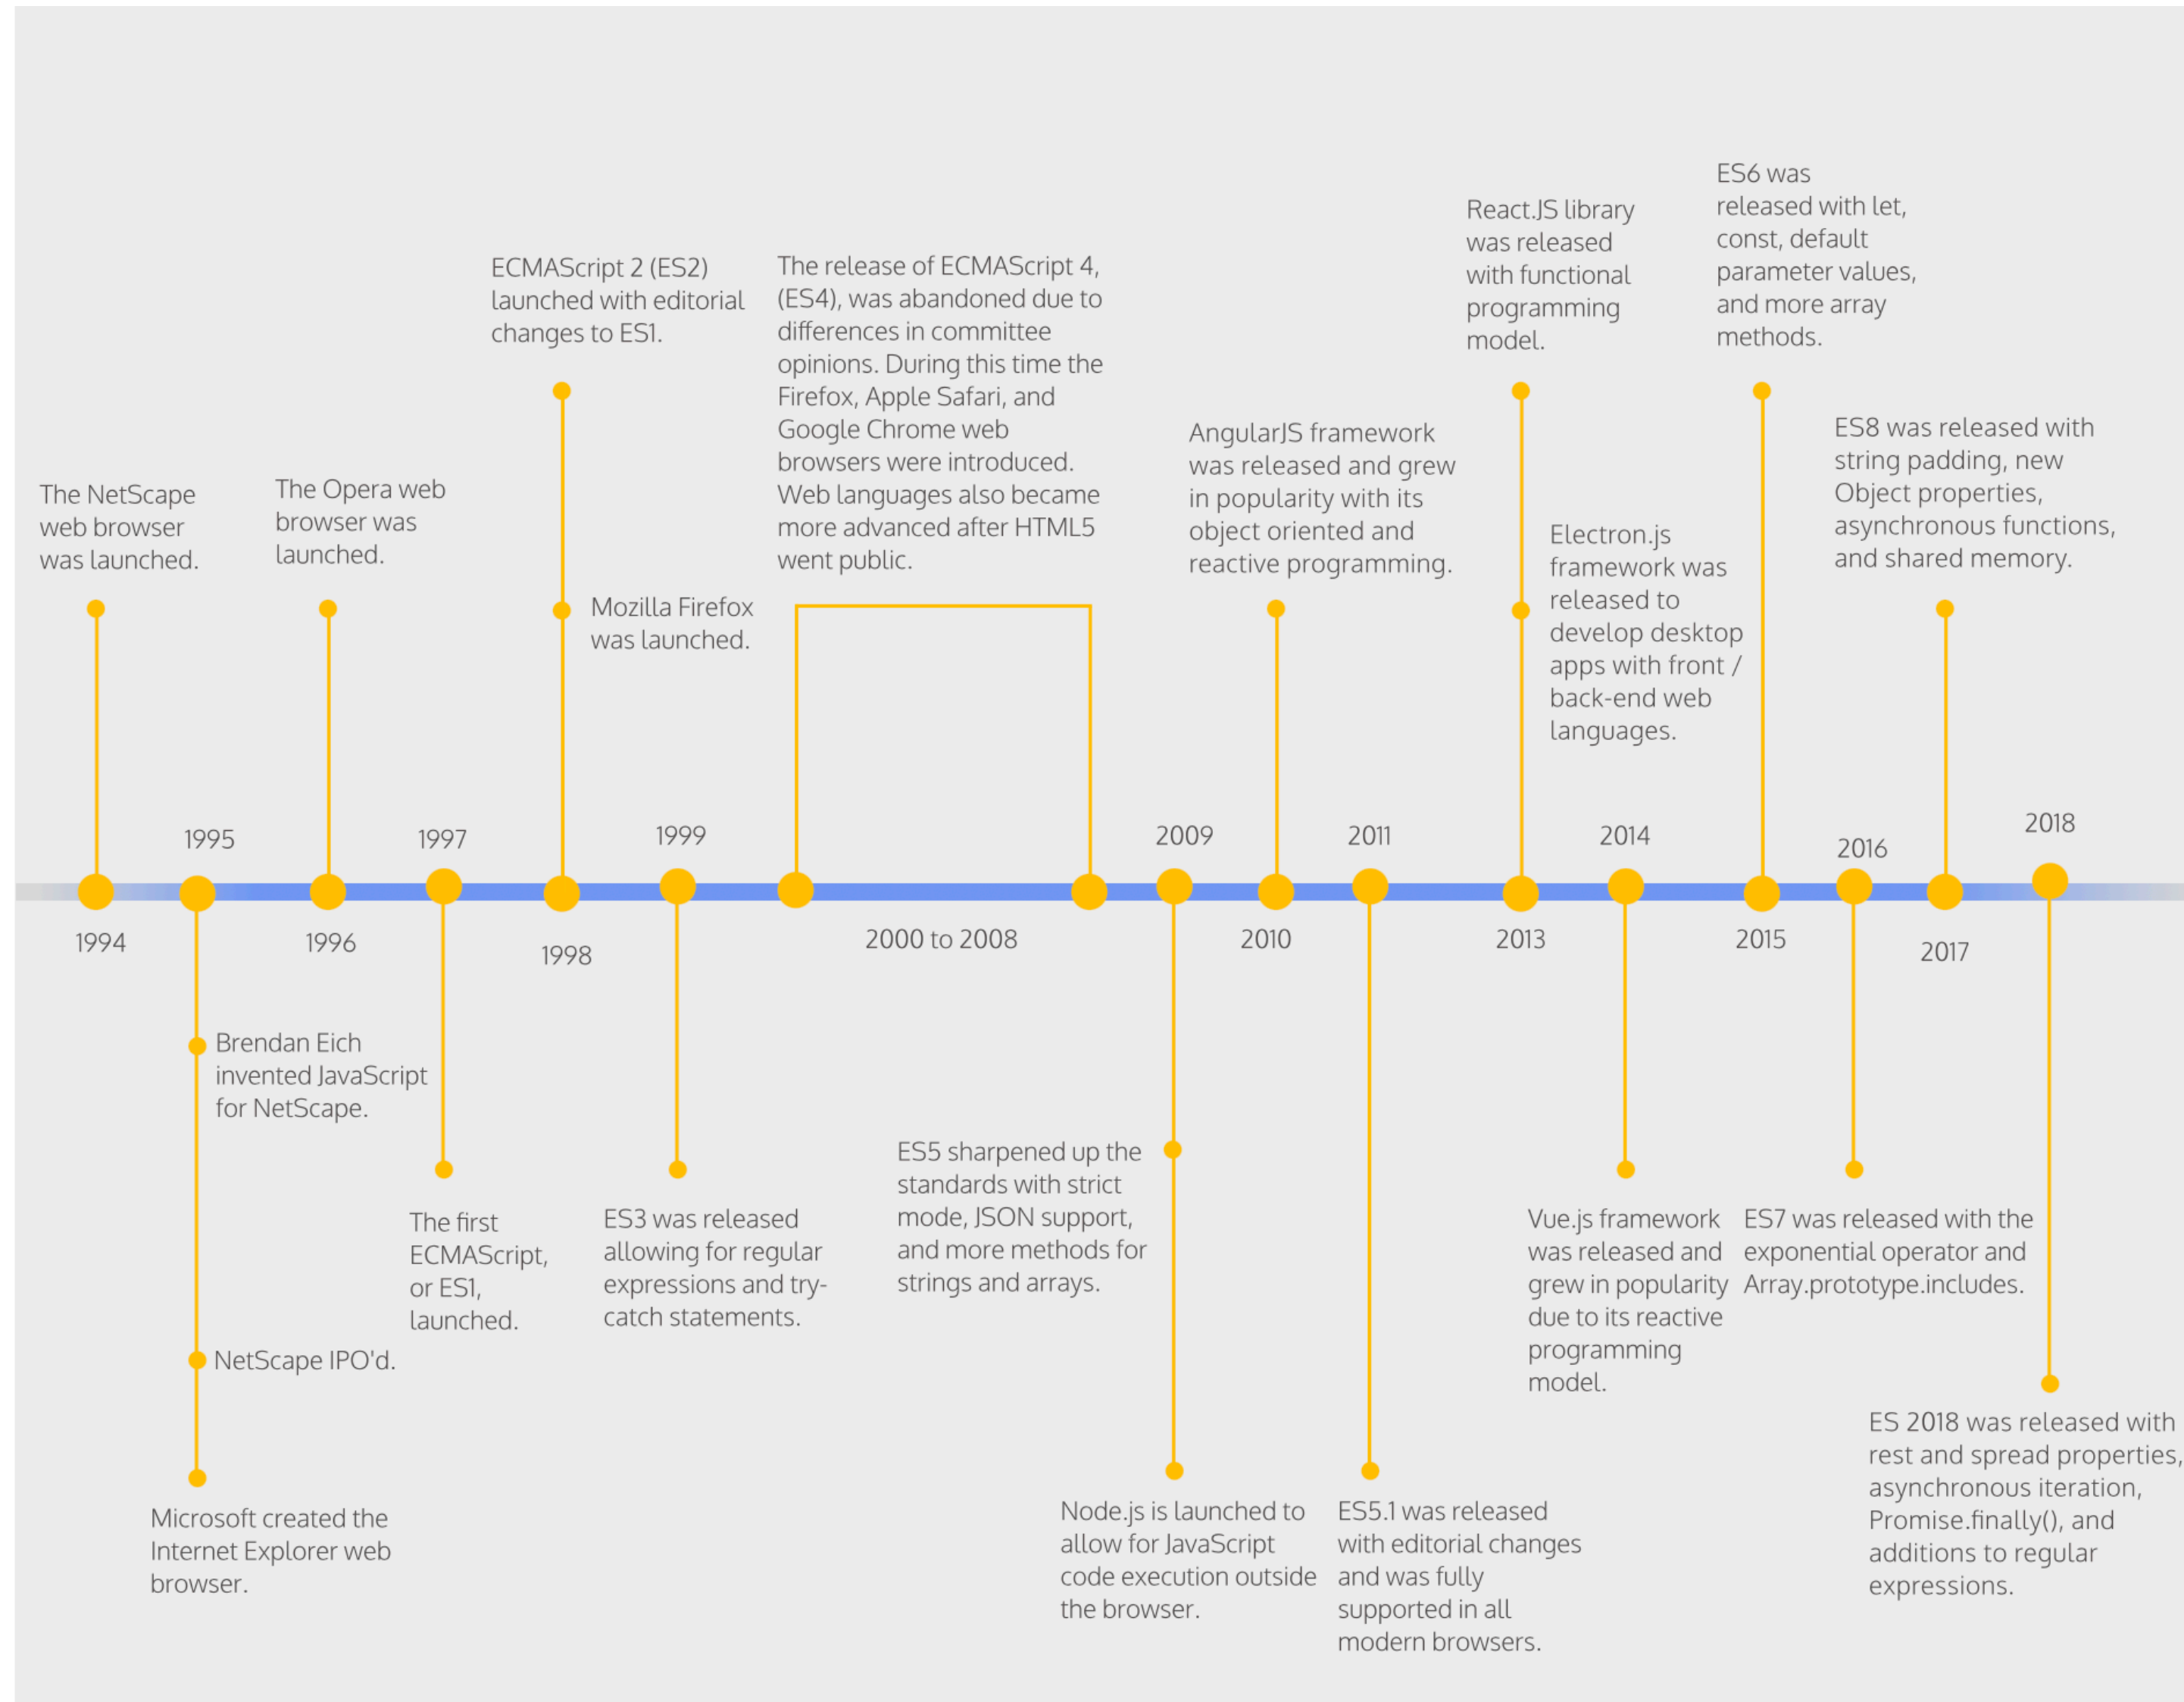 The NetScape
web browser
was launched.
1994
1995
Brendan Eich
invented JavaScript
for NetScape.
NetScape IPO'd.
Microsoft created the
Internet Explorer web
browser.
The Opera web
browser was
launched.
1996
1997
The first
ECMAScript,
or ES1,
launched.
ECMAScript 2 (ES2)
launched with editorial
changes to ES1.
Mozilla Firefox
was launched.
1998
1999
ES3 was released
allowing for regular
expressions and try-
catch statements.
The release of ECMAScript 4,
(ES4), was abandoned due to
differences in committee
opinions. During this time the
Firefox, Apple Safari, and
Google Chrome web
browsers were introduced.
Web languages also became
more advanced after HTML5
went public.
2000 to 2008
2009
ES5 sharpened up the
standards with strict
mode, JSON support,
and more methods for
strings and arrays.
Node.js is launched to
allow for JavaScript
code execution outside
the browser.
AngularJS framework
was released and grew
in popularity with its
object oriented and
reactive programming.
2010
2011
ES5.1 was released
with editorial changes
and was fully
supported in all
modern browsers.
React.JS library
was released
with functional
programming
model.
Electron.js
framework was
released to
develop desktop
apps with front /
back-end web
languages.
2013
2014
Vue.js framework
was released and
grew in popularity
due to its reactive
programming
model.
ES6 was
released with let,
const, default
parameter values,
and more array
methods.
2015
2016
ES7 was released with the
exponential operator and
Array.prototype.includes.
ES8 was released with
string padding, new
Object properties,
asynchronous functions,
and shared memory.
2017
2018
ES 2018 was released with
rest and spread properties,
asynchronous iteration,
Promise.finally(), and
additions to regular
expressions.